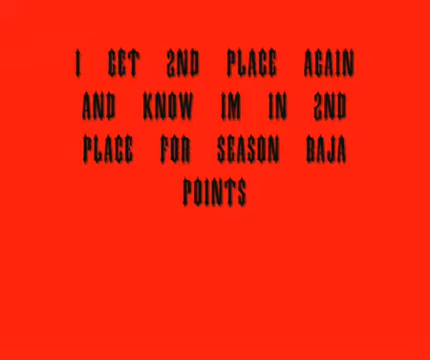 I GET 2ND PLACE AGAIN
AND KNOW IM IN 2ND
PLACE FOR SEASON BAJA
POINTS